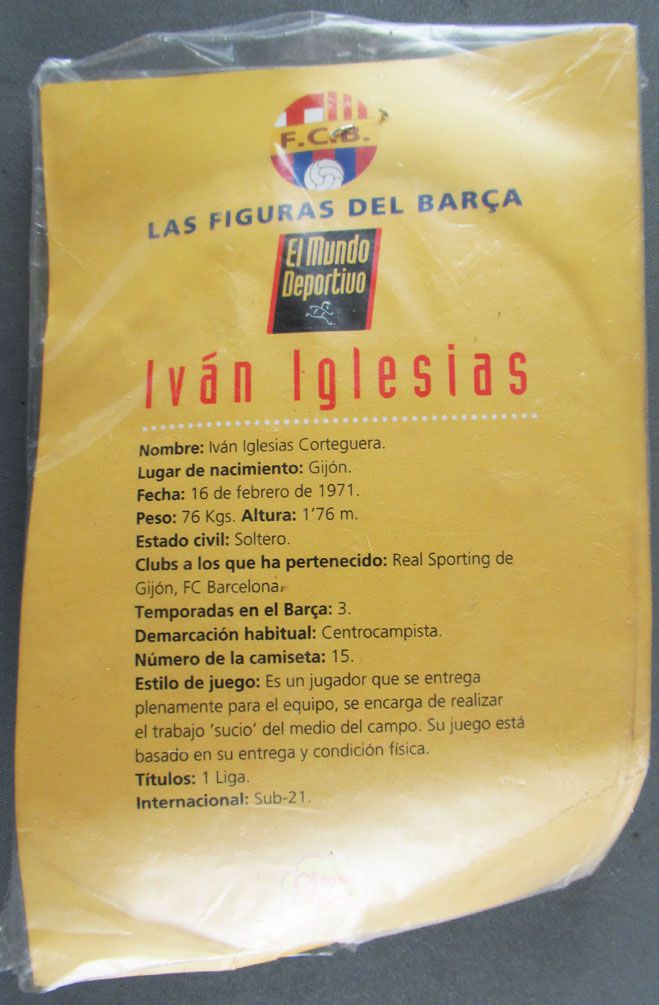 F.C.B.
LAS FIGURAS DEL BARÇA
El Mundo
Deportivo
Iván Iglesias
Nombre: Iván Iglesias Corteguera.
Lugar de nacimiento: Gijón.
Fecha: 16 de febrero de 1971.
Peso: 76 Kgs. Altura: 1'76 m.
Estado civil: Soltero.
Clubs a los que ha pertenecido: Real Sporting de
Gijón, FC Barcelona.
Temporadas en el Barça: 3.
Demarcación habitual: Centrocampista.
Número de la camiseta: 15.
Estilo de juego: Es un jugador que se entrega
plenamente para el equipo, se encarga de realizar
el trabajo 'sucio' del medio del campo. Su juego está
basado en su entrega y condición física.
Títulos: 1 Liga.
Internacional: Sub-21.